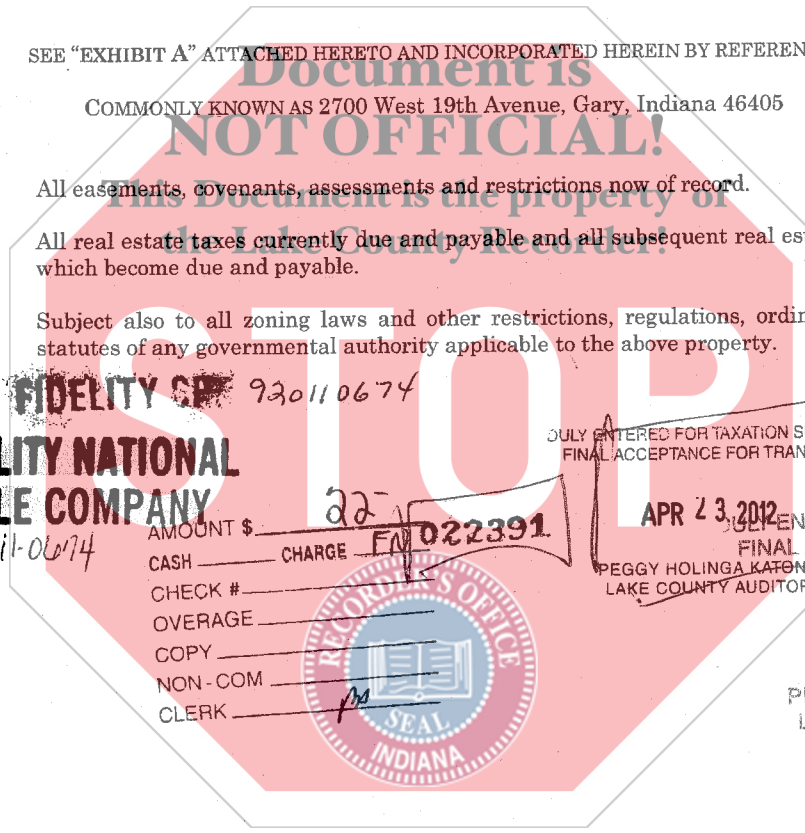 SEE "EXHIBIT A" ATTACHED HERETO AND INCORPORATED HEREIN BY REFEREN
Document is
COMMONLY KNOWN AS 2700 West 19th Avenue, Gary, Indiana 46405
NOT OFFICIAL!
All easements, covenants, assessments and restrictions now of record.
This Document is the property of
All real estate taxes currently due and payable and all subsequent real es
the Lake County Recorder!
which become due and payable.
Subject also to all zoning laws and other restrictions, regulations, ordin
statutes of any governmental authority applicable to the above property.
STOP
FIDELITY 920110674
LITY NATIONAL
LE COMPANY
11-0674
DULY ENTERED FOR TAXATION S
FINAL ACCEPTANCE FOR TRAN
APR 23 2012
FINAL
PEGGY HOLINGA KATON
LAKE COUNTY AUDITOR
AMOUNT $ 22-
CASH CHARGE FN 022391
CHECK #
OVERAGE
COPY
NON-COM
CLERK
RECORDER'S OFFICE
SEAL
INDIANA